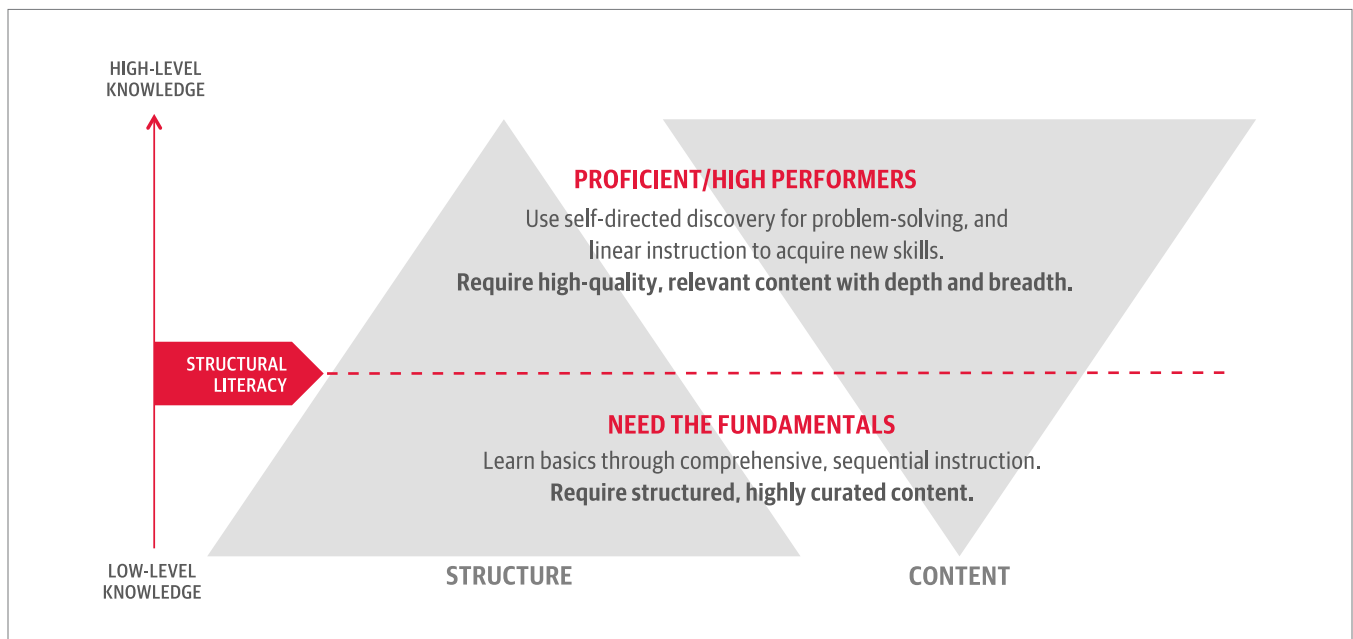 HIGH-LEVEL
KNOWLEDGE
PROFICIENT/HIGH PERFORMERS
Use self-directed discovery for problem-solving, and
linear instruction to acquire new skills.
Require high-quality, relevant content with depth and breadth.
STRUCTURAL
LITERACY
NEED THE FUNDAMENTALS
Learn basics through comprehensive, sequential instruction.
Require structured, highly curated content.
LOW-LEVEL
KNOWLEDGE
STRUCTURE
CONTENT